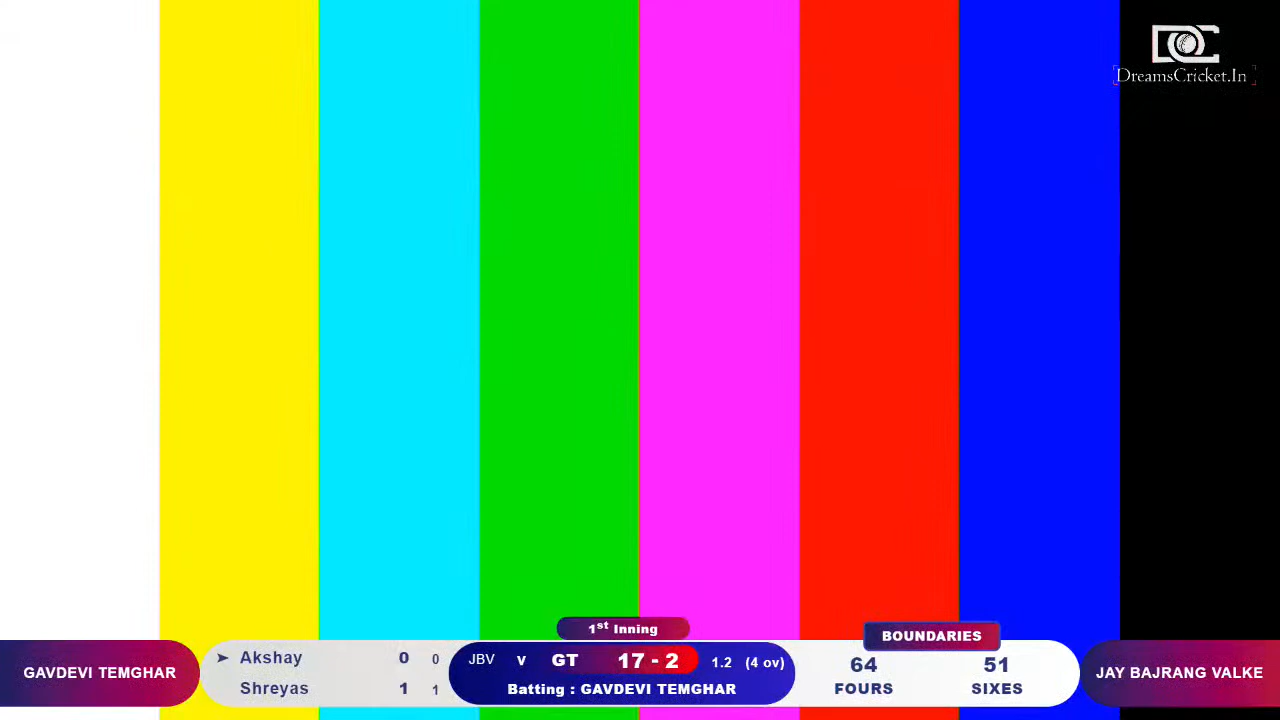 DC
DreamsCricket.In
1st Inning
BOUNDARIES
GAVDEVI TEMGHAR
➤ Akshay 0 0
Shreyas 1 1
JBV v GT 17 - 2 1.2 (4 ov)
Batting : GAVDEVI TEMGHAR
64 51
FOURS SIXES
JAY BAJRANG VALKE